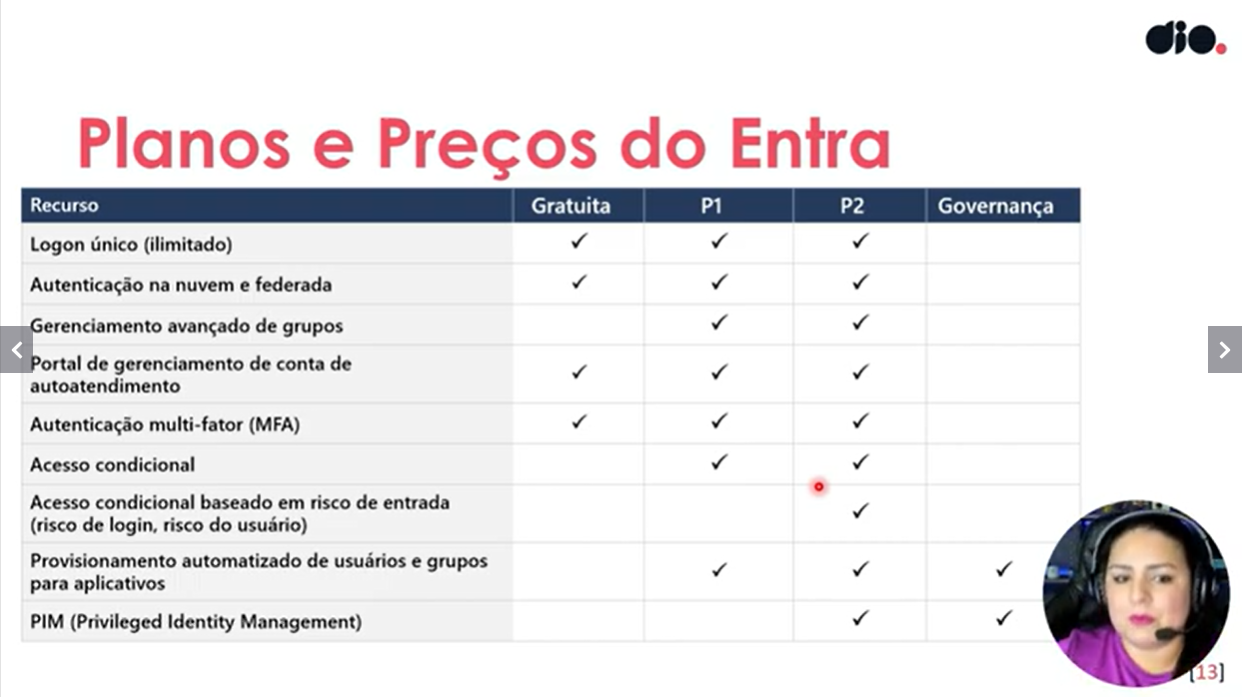 dio.
Planos e Preços do Entra
Recurso Gratuita P1 P2 Governança
Logon único (ilimitado) ✓ ✓ ✓
Autenticação na nuvem e federada ✓ ✓ ✓
Gerenciamento avançado de grupos ✓ ✓
Portal de gerenciamento de conta de
autoatendimento ✓ ✓ ✓
Autenticação multi-fator (MFA) ✓ ✓ ✓
Acesso condicional ✓ ✓
Acesso condicional baseado em risco de entrada
(risco de login, risco do usuário) ✓
Provisionamento automatizado de usuários e grupos
para aplicativos ✓ ✓ ✓
PIM (Privileged Identity Management) ✓ ✓
[13]